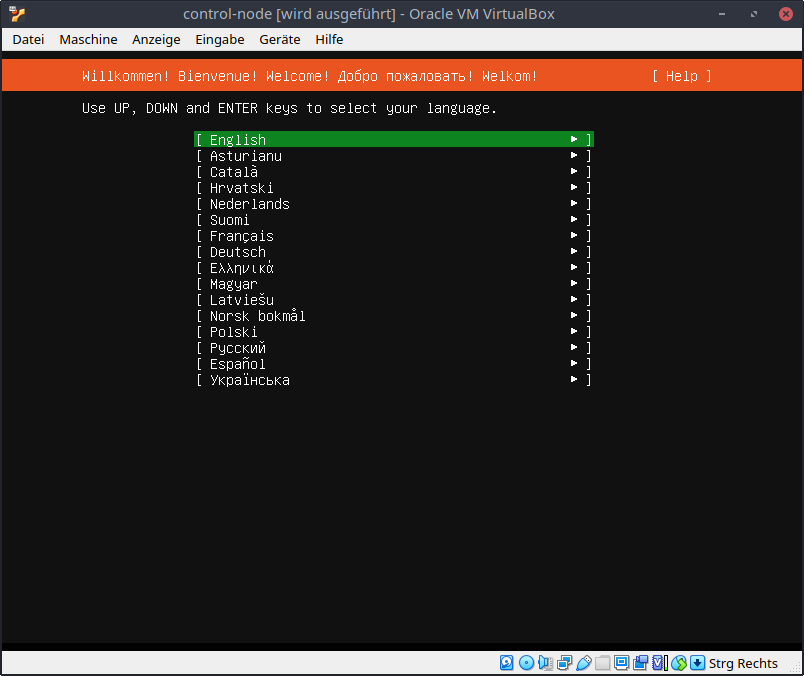 control-node [wird ausgeführt] - Oracle VM VirtualBox
Datei Maschine Anzeige Eingabe Geräte Hilfe
Willkommen! Bienvenue! Welcome! Добро пожаловать! Welkom! [ Help ]
Use UP, DOWN and ENTER keys to select your language.
[ English ► ]
[ Asturianu ► ]
[ Català ► ]
[ Hrvatski ► ]
[ Nederlands ► ]
[ Suomi ► ]
[ Français ► ]
[ Deutsch ► ]
[ Ελληνικά ► ]
[ Magyar ► ]
[ Latviešu ► ]
[ Norsk bokmål ► ]
[ Polski ► ]
[ Русский ► ]
[ Español ► ]
[ Українська ► ]
Strg Rechts